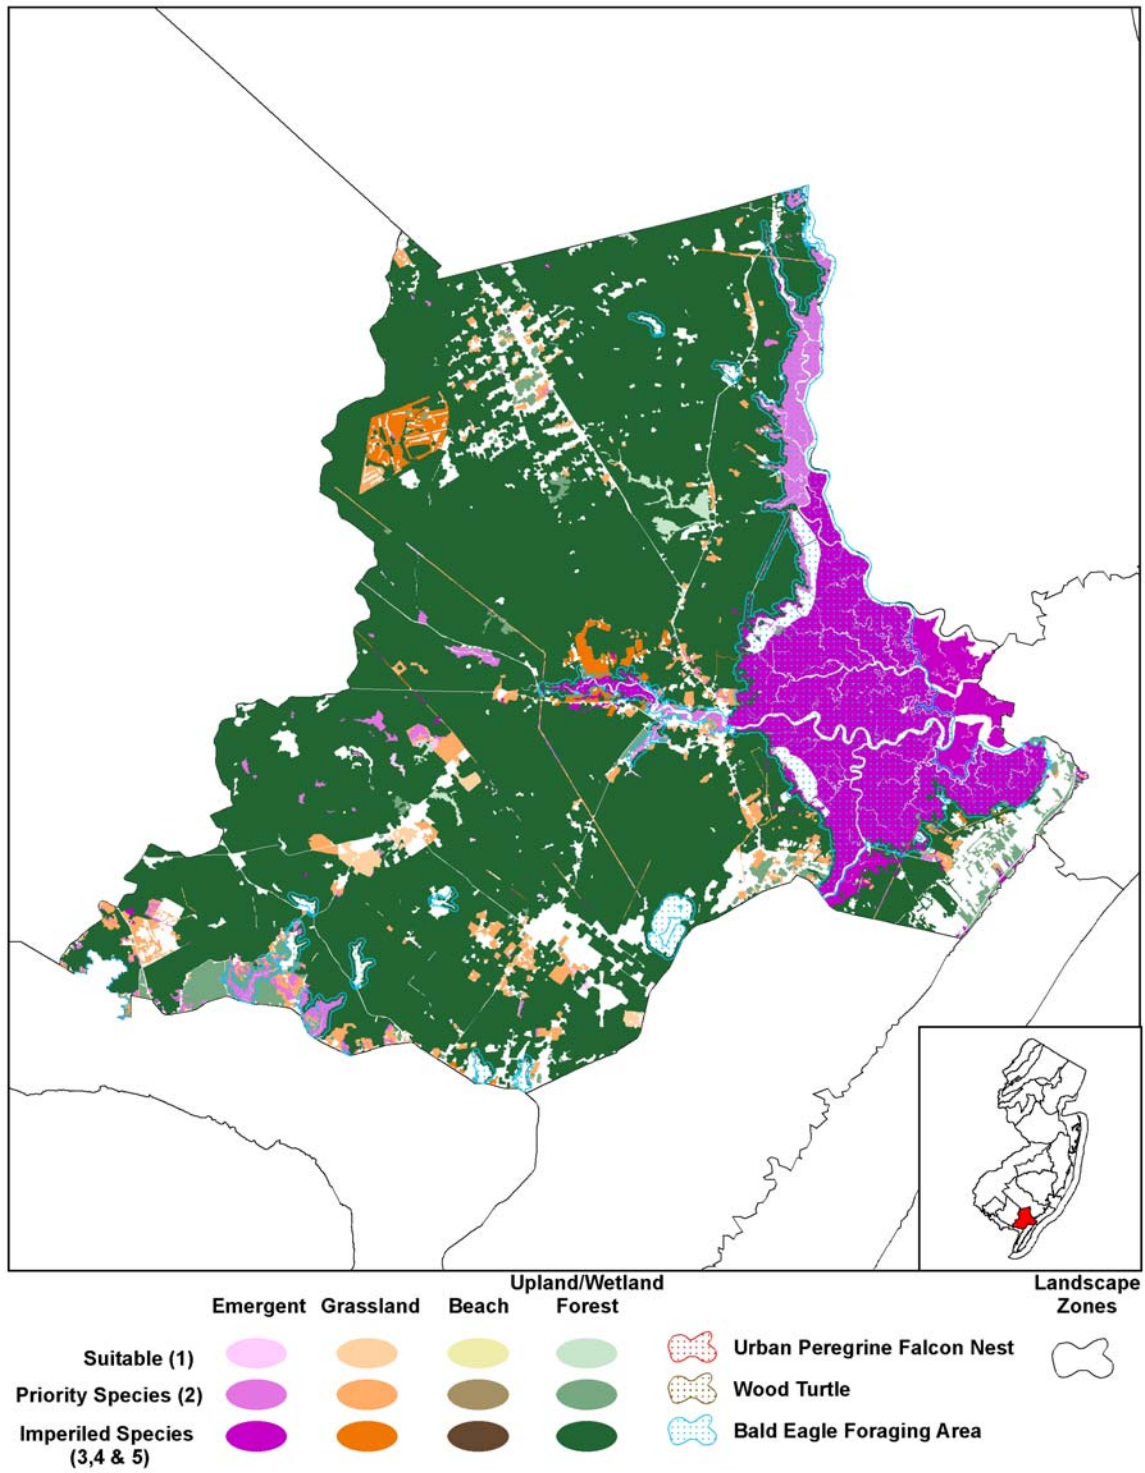 Upland/Wetland
Landscape
Emergent Grassland Beach Forest
Zones
Suitable (1)
Urban Peregrine Falcon Nest
Priority Species (2)
Wood Turtle
Imperiled Species
Bald Eagle Foraging Area
(3,4 & 5)